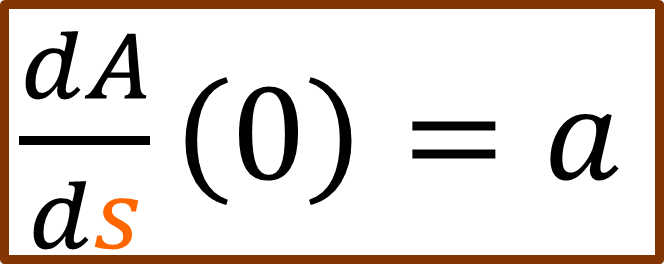 dA/ds (0) = a